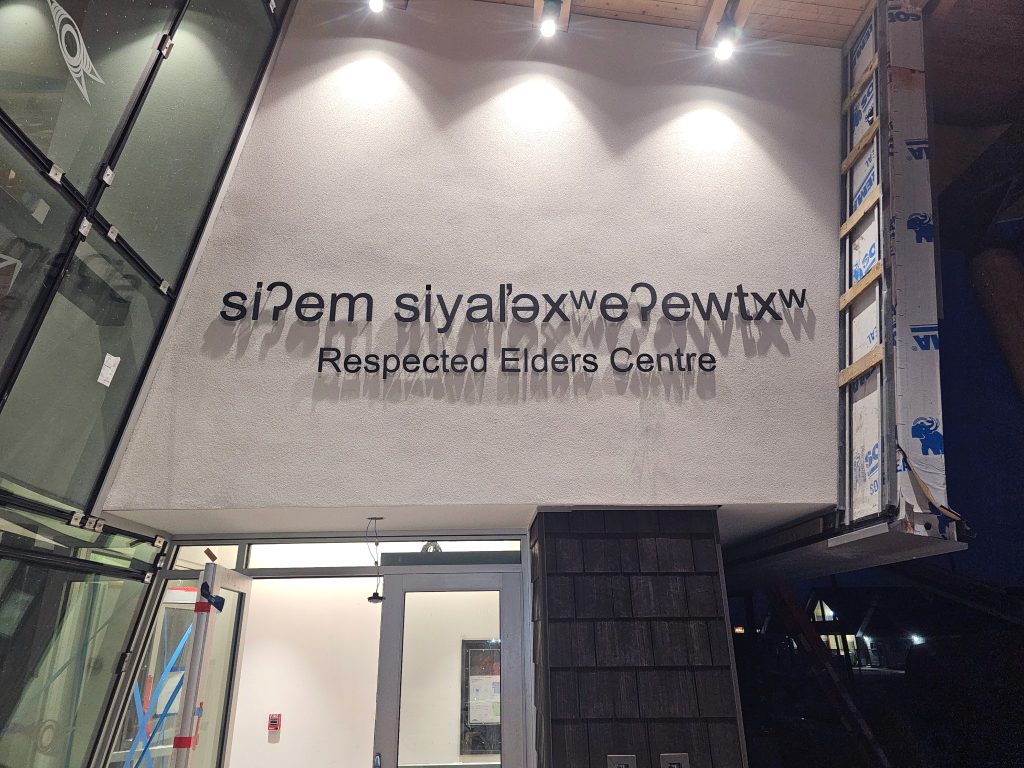 siʔem siyal̓əxʷeʔewtxʷ
Respected Elders Centre